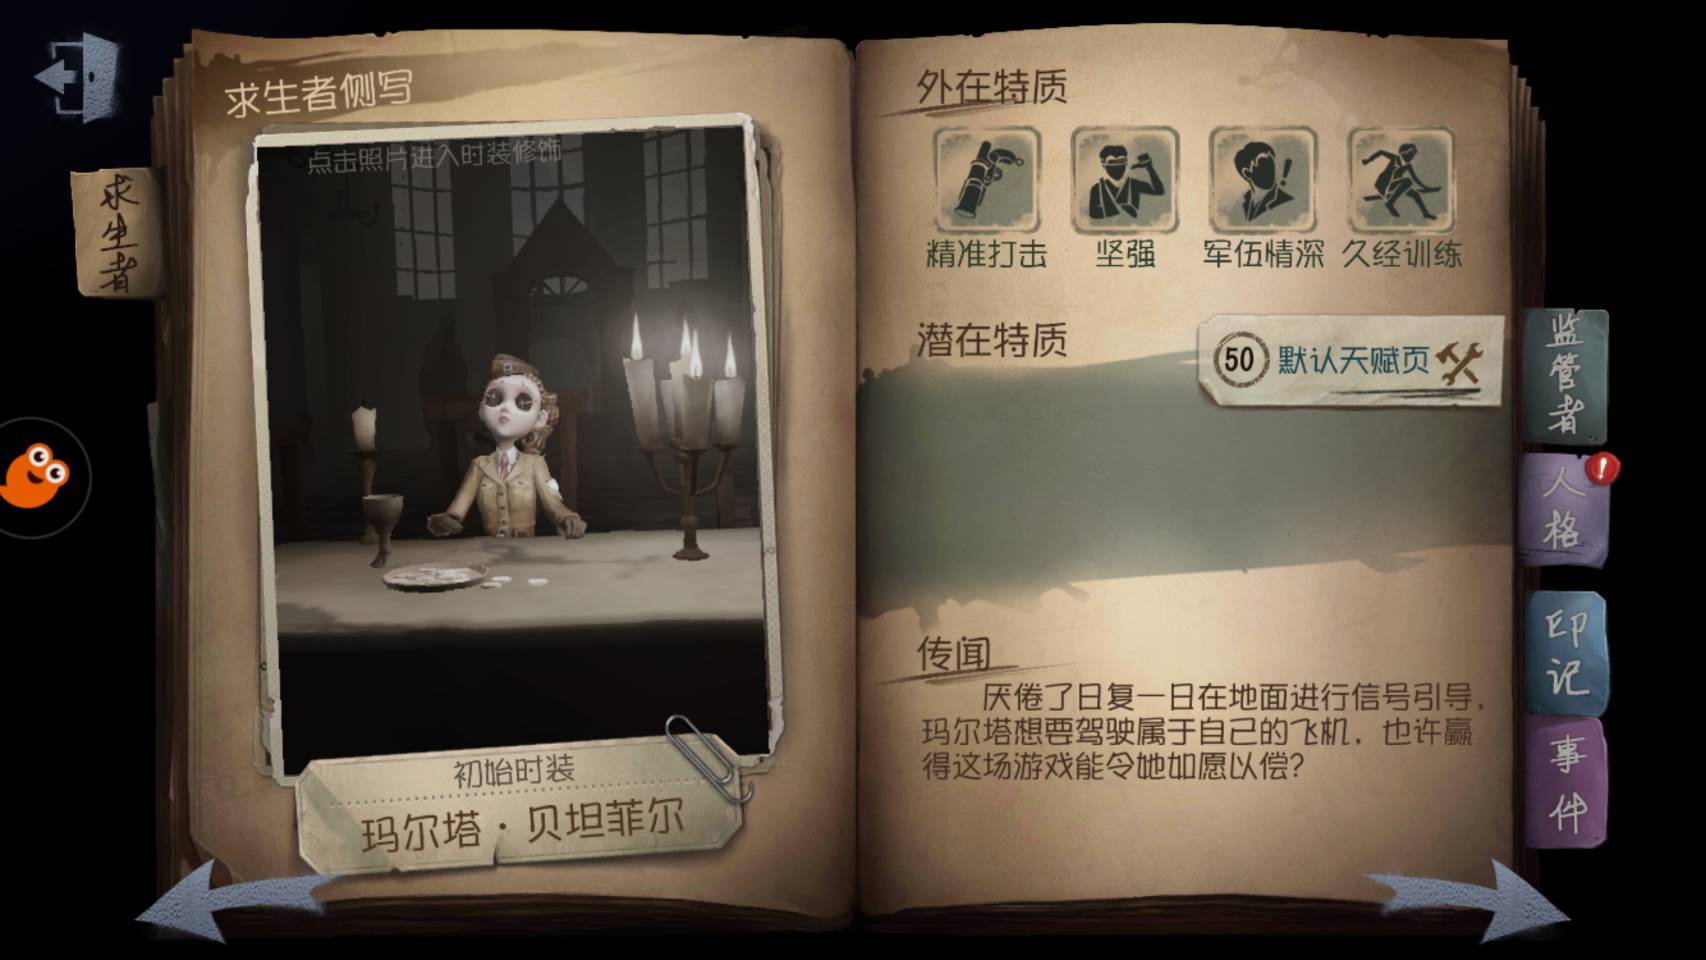 求生者侧写
点击照片进入时装修饰
求生者
初始时装
玛尔塔·贝坦菲尔
外在特质
精准打击 坚强 军伍情深 久经训练
潜在特质
50 默认天赋页
传闻
厌倦了日复一日在地面进行信号引导，
玛尔塔想要驾驶属于自己的飞机，也许赢
得这场游戏能令她如愿以偿？
监管者
人格
!
印记
事件